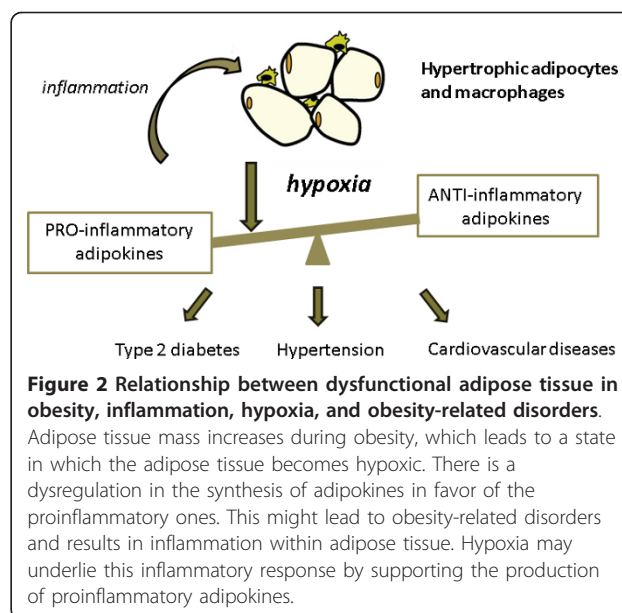 inflammation
Hypertrophic adipocytes
and macrophages
hypoxia
ANTI-inflammatory
adipokines
PRO-inflammatory
adipokines
Type 2 diabetes
Hypertension
Cardiovascular diseases
Figure 2 Relationship between dysfunctional adipose tissue in
obesity, inflammation, hypoxia, and obesity-related disorders.
Adipose tissue mass increases during obesity, which leads to a state
in which the adipose tissue becomes hypoxic. There is a
dysregulation in the synthesis of adipokines in favor of the
proinflammatory ones. This might lead to obesity-related disorders
and results in inflammation within adipose tissue. Hypoxia may
underlie this inflammatory response by supporting the production
of proinflammatory adipokines.